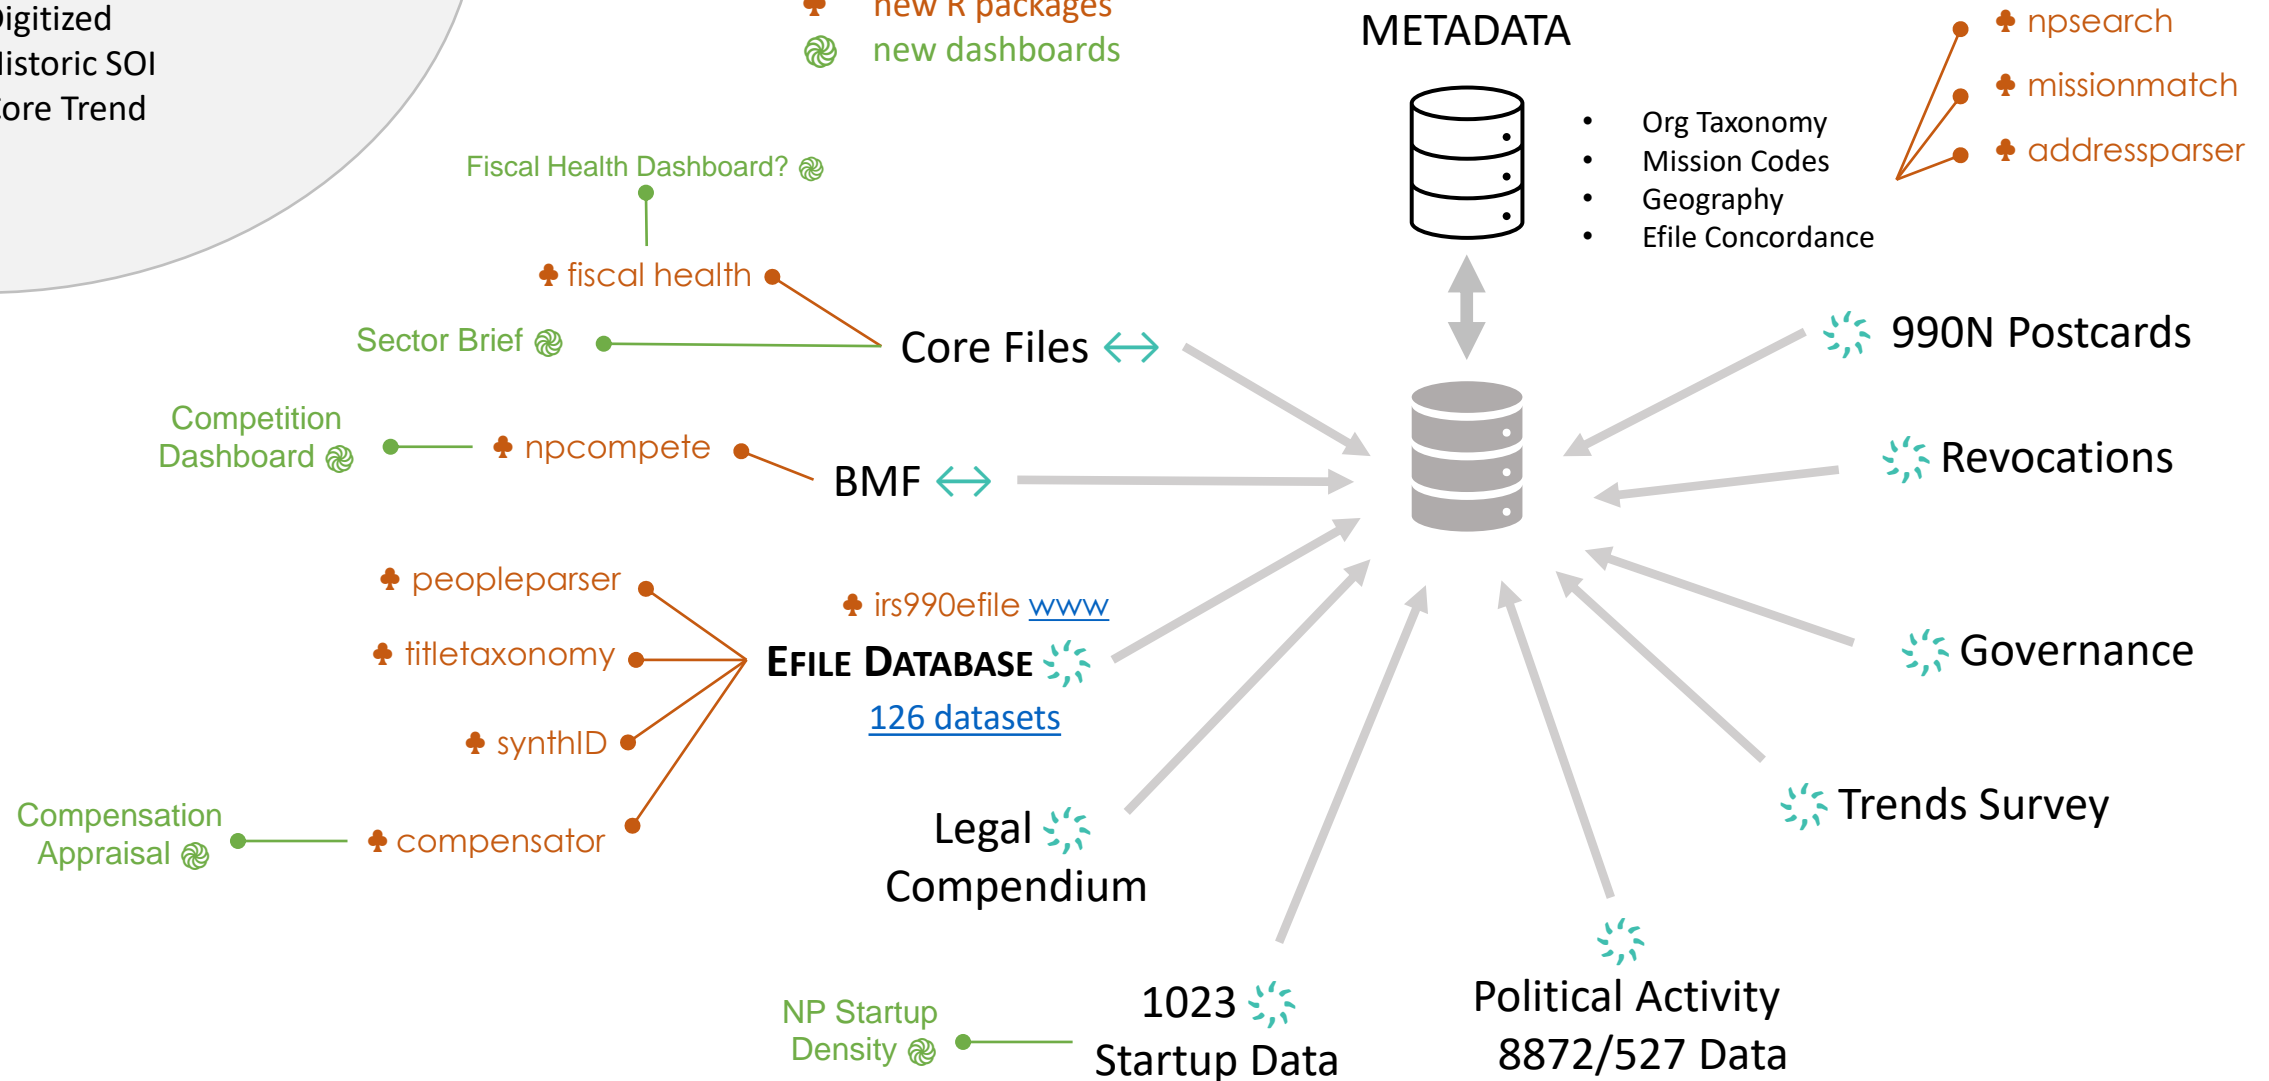 Digitized
Historic SOI
Core Trend
new R packages
new dashboards
METADATA
Org Taxonomy
Mission Codes
Geography
Efile Concordance
npsearch
missionmatch
addressparser
Fiscal Health Dashboard?
fiscal health
Sector Brief
Core Files
Competition
Dashboard
npcompete
BMF
peopleparser
titletaxonomy
synthID
compensator
Compensation
Appraisal
irs990efile www
EFILE DATABASE
126 datasets
Legal
Compendium
NP Startup
Density
1023
Startup Data
Political Activity
8872/527 Data
990N Postcards
Revocations
Governance
Trends Survey